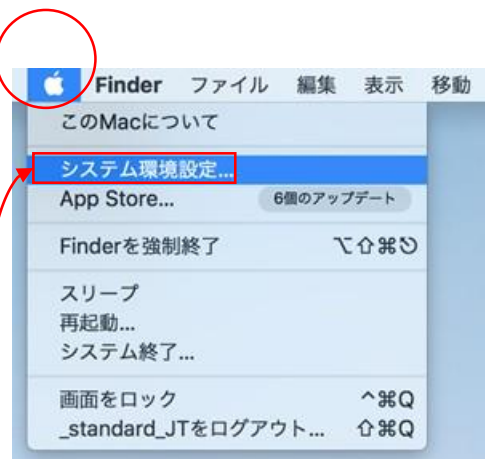 Finder ファイル 編集 表示 移動
このMacについて
システム環境設定...
App Store... 6個のアップデート
Finderを強制終了 ⌥⇧⌘⎋
スリープ
再起動...
システム終了...
画面をロック ^⌘Q
_standard_JTをログアウト... ⇧⌘Q